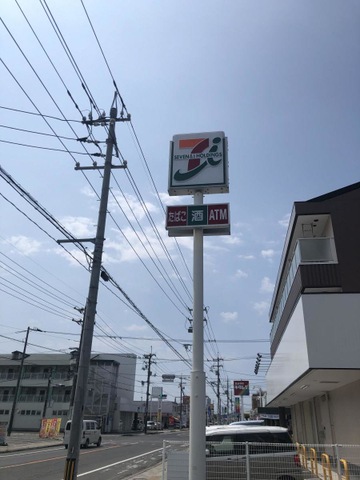 SEVEN & i HOLDINGS
たばこ 酒 ATM